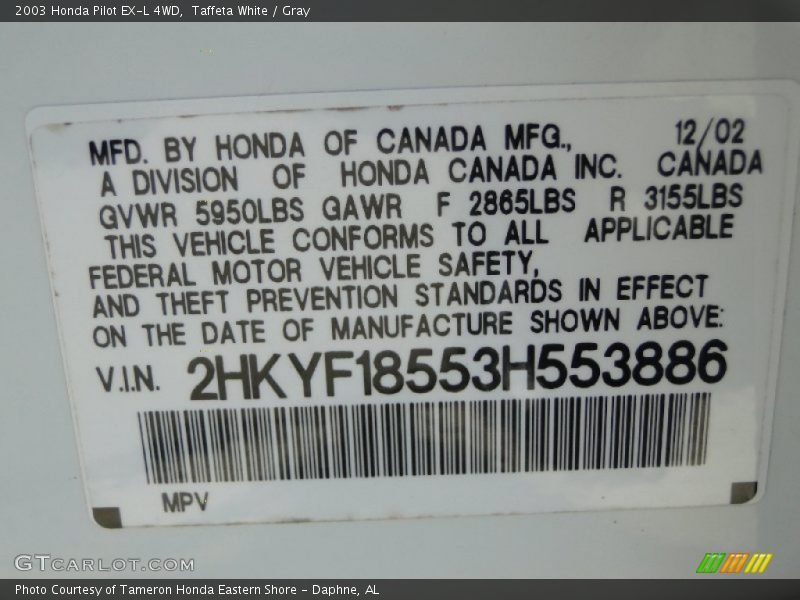 2003 Honda Pilot EX-L 4WD, Taffeta White / Gray
MFD. BY HONDA OF CANADA MFG., 12/02
A DIVISION OF HONDA CANADA INC. CANADA
GVWR 5950LBS GAWR F 2865LBS R 3155LBS
THIS VEHICLE CONFORMS TO ALL APPLICABLE
FEDERAL MOTOR VEHICLE SAFETY,
AND THEFT PREVENTION STANDARDS IN EFFECT
ON THE DATE OF MANUFACTURE SHOWN ABOVE:
V.I.N. 2HKYF18553H553886
MPV
GTCARLOT.COM
Photo Courtesy of Tameron Honda Eastern Shore - Daphne, AL